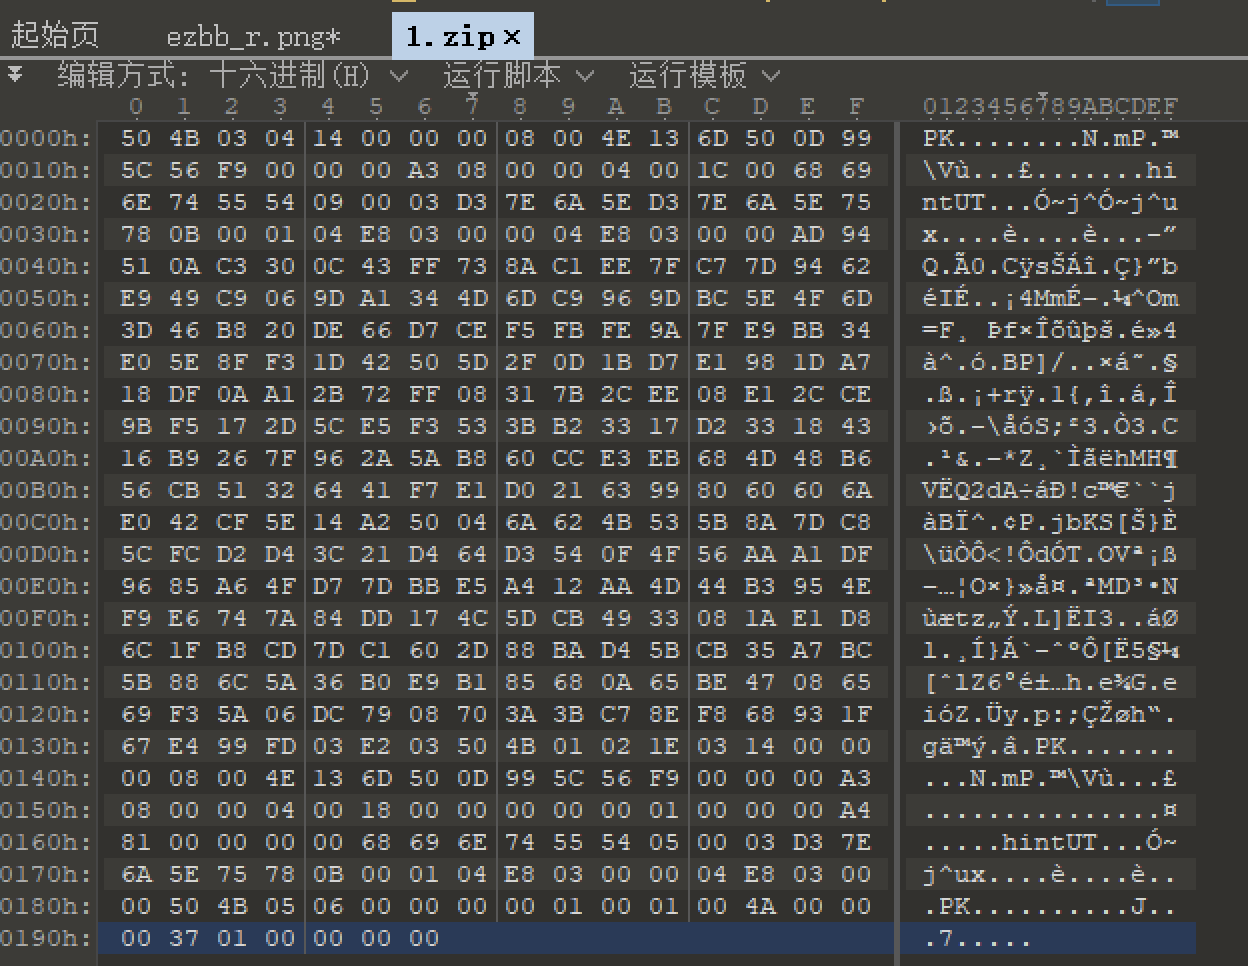 起始页 ezbb_r.png* 1.zip ×
编辑方式: 十六进制(H) 运行脚本 运行模板
0 1 2 3 4 5 6 7 8 9 A B C D E F 0123456789ABCDEF
0000h: 50 4B 03 04 14 00 00 00 08 00 4E 13 6D 50 0D 99 PK........N.mP.™
0010h: 5C 56 F9 00 00 00 A3 08 00 00 04 00 1C 00 68 69 \Vù...£.......hi
0020h: 6E 74 55 54 09 00 03 D3 7E 6A 5E D3 7E 6A 5E 75 ntUT...Ó~j^Ó~j^u
0030h: 78 0B 00 01 04 E8 03 00 00 04 E8 03 00 00 AD 94 x....è....è...-”
0040h: 51 0A C3 30 0C 43 FF 73 8A C1 EE 7F C7 7D 94 62 Q.Ã0.CÿsŠÁî.Ç}”b
0050h: E9 49 C9 06 9D A1 34 4D 6D C9 96 9D BC 5E 4F 6D éIÉ..¡4MmÉ–.¼^Om
0060h: 3D 46 B8 20 DE 66 D7 CE F5 FB FE 9A 7F E9 BB 34 =F¸ Þf×Îõûþš.é»4
0070h: E0 5E 8F F3 1D 42 50 5D 2F 0D 1B D7 E1 98 1D A7 à^.ó.BP]/..×á˜.§
0080h: 18 DF 0A A1 2B 72 FF 08 31 7B 2C EE 08 E1 2C CE .ß.¡+rÿ.1{,î.á,Î
0090h: 9B F5 17 2D 5C E5 F3 53 3B B2 33 17 D2 33 18 43 ›õ.-\åóS;²3.Ò3.C
00A0h: 16 B9 26 7F 96 2A 5A B8 60 CC E3 EB 68 4D 48 B6 .¹&.–*Z¸`ÌãëhMH¶
00B0h: 56 CB 51 32 64 41 F7 E1 D0 21 63 99 80 60 60 6A VËQ2dA÷áÐ!c™€``j
00C0h: E0 42 CF 5E 14 A2 50 04 6A 62 4B 53 5B 8A 7D C8 àBÏ^.¢P.jbKS[Š}È
00D0h: 5C FC D2 D4 3C 21 D4 64 D3 54 0F 4F 56 AA A1 DF \üÒÔ<!ÔdÓT.OVª¡ß
00E0h: 96 85 A6 4F D7 7D BB E5 A4 12 AA 4D 44 B3 95 4E –…¦O×}»å¤.ªMD³•N
00F0h: F9 E6 74 7A 84 DD 17 4C 5D CB 49 33 08 1A E1 D8 ùætz„Ý.L]ËI3..áØ
0100h: 6C 1F B8 CD 7D C1 60 2D 88 BA D4 5B CB 35 A7 BC l.¸Í}Á`-ˆºÔ[Ë5§¼
0110h: 5B 88 6C 5A 36 B0 E9 B1 85 68 0A 65 BE 47 08 65 [ˆlZ6°é±…h.e¾G.e
0120h: 69 F3 5A 06 DC 79 08 70 3A 3B C7 8E F8 68 93 1F ióZ.Üy.p:;ÇŽøh“.
0130h: 67 E4 99 FD 03 E2 03 50 4B 01 02 1E 03 14 00 00 gä™ý.â.PK.......
0140h: 00 08 00 4E 13 6D 50 0D 99 5C 56 F9 00 00 00 A3 ...N.mP.™\Vù...£
0150h: 08 00 00 04 00 18 00 00 00 00 00 01 00 00 00 A4 ...............¤
0160h: 81 00 00 00 00 68 69 6E 74 55 54 05 00 03 D3 7E .....hintUT...Ó~
0170h: 6A 5E 75 78 0B 00 01 04 E8 03 00 00 04 E8 03 00 j^ux....è....è..
0180h: 00 50 4B 05 06 00 00 00 00 01 00 01 00 4A 00 00 .PK..........J..
0190h: 00 37 01 00 00 00 00 .7.....